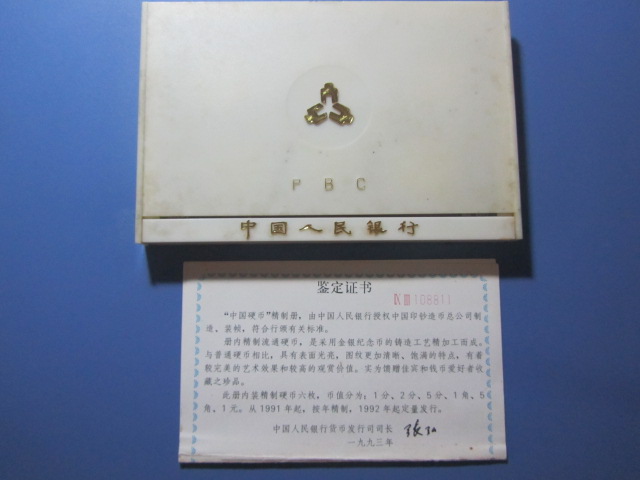 PBC
中国人民银行
鉴定证书
108811
“中国硬币”精制册，由中国人民银行授权中国印钞造币总公司制
造、装帧，符合行颁有关标准。
册内精制流通硬币，是采用金银纪念币的铸造工艺精加工而成。
与普通硬币相比，具有表面光亮，图纹更加清晰、饱满的特点，有着
较完美的艺术效果和较高的观赏价值。实为馈赠佳宾和钱币爱好者收
藏之珍品。
此册内装精制硬币六枚，币值分为：1分、2分、5分、1角、5
角、1元。从1991年起，按年精制，1992年起定量发行。
中国人民银行货币发行司司长
一九九三年